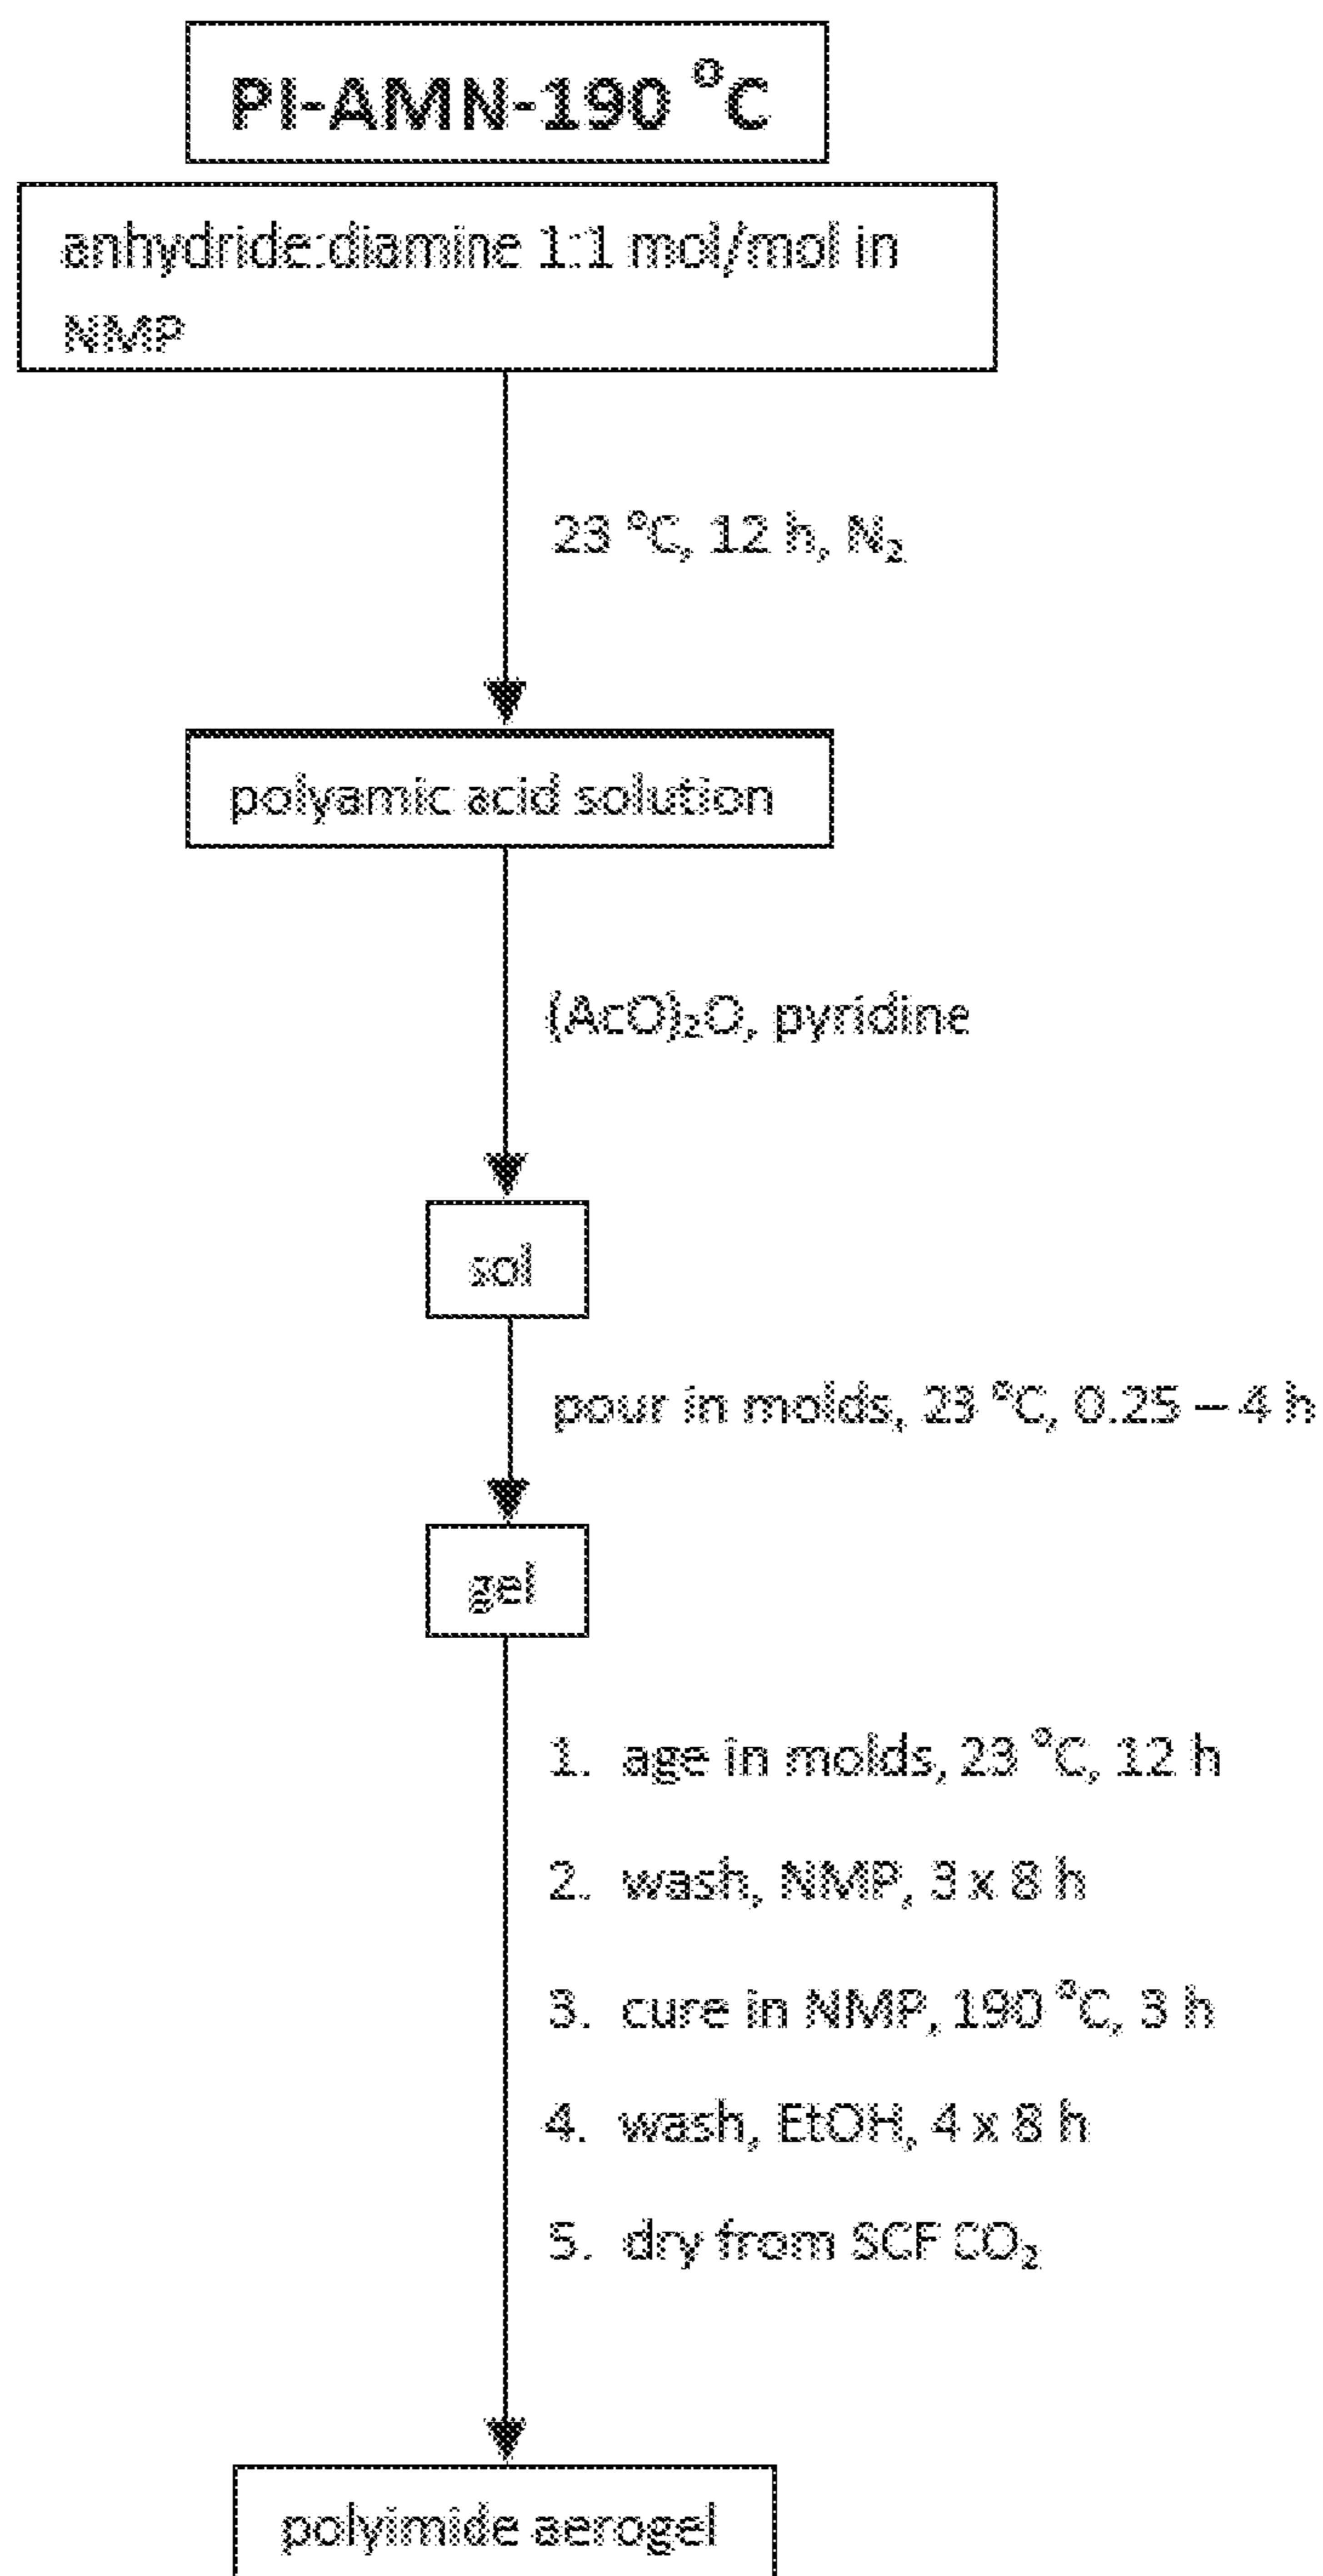 PI-AMN-190 °C
anhydride:diamine 1:1 mol/mol in
NMP
23 °C, 12 h, N₂
polyamic acid solution
(AcO)₂O, pyridine
sol
pour in molds, 23 °C, 0.25 – 4 h
gel
1. age in molds, 23 °C, 12 h
2. wash, NMP, 3 x 8 h
3. cure in NMP, 190 °C, 3 h
4. wash, EtOH, 4 x 8 h
5. dry from SCF CO₂
polyimide aerogel